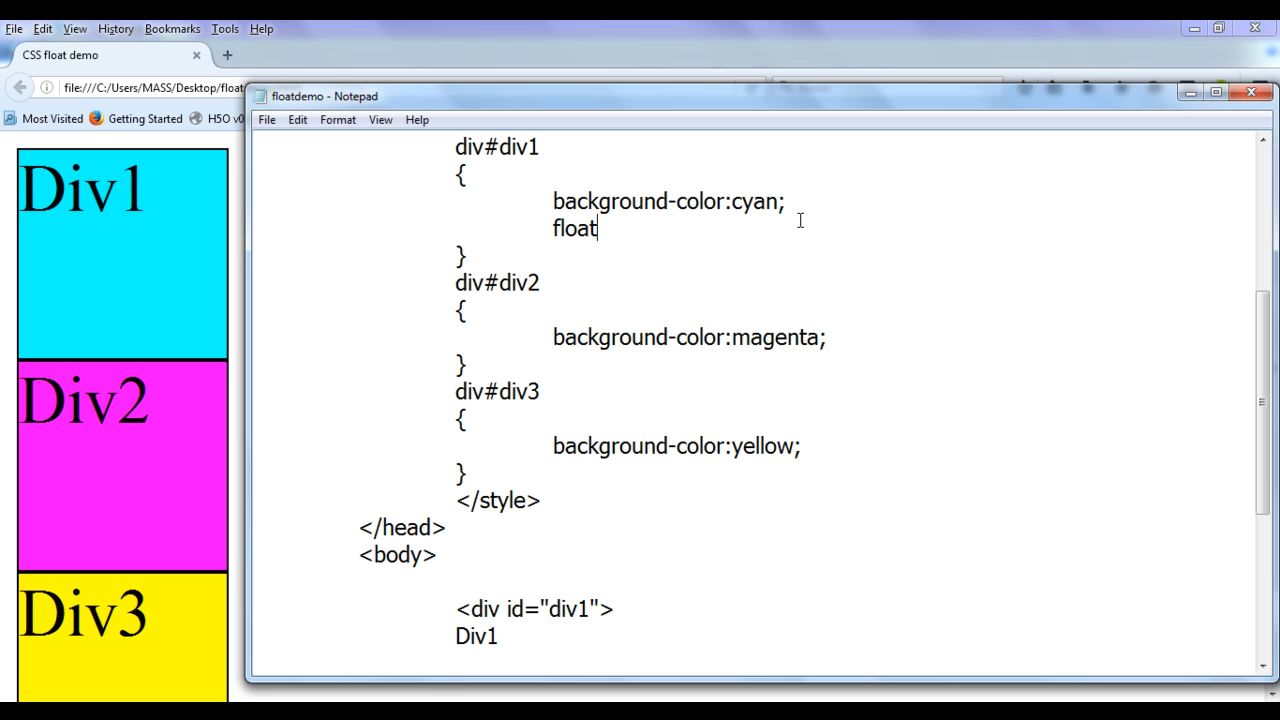 File Edit View History Bookmarks Tools Help
CSS float demo
file:///C:/Users/MASS/Desktop/float
Most Visited Getting Started H5O v0
Div1
Div2
Div3
floatdemo - Notepad
File Edit Format View Help
div#div1
{
background-color:cyan;
float
}
div#div2
{
background-color:magenta;
}
div#div3
{
background-color:yellow;
}
</style>
</head>
<body>
<div id="div1">
Div1